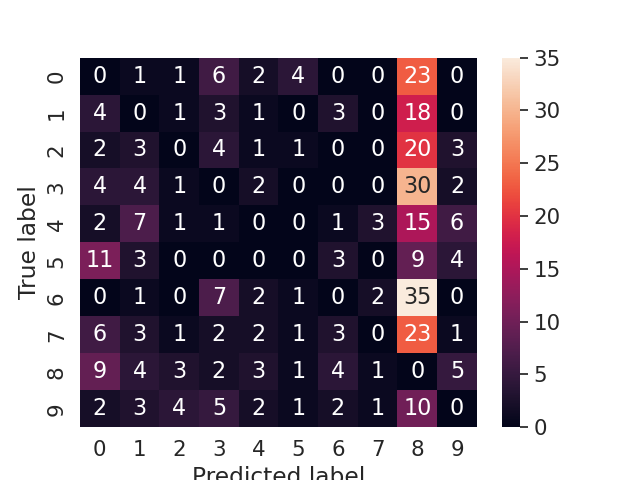 0 0 1 1 6 2 4 0 0 23 0
1 4 0 1 3 1 0 3 0 18 0
2 2 3 0 4 1 1 0 0 20 3
3 4 4 1 0 2 0 0 0 30 2
4 2 7 1 1 0 0 1 3 15 6
5 11 3 0 0 0 0 3 0 9 4
6 0 1 0 7 2 1 0 2 35 0
7 6 3 1 2 2 1 3 0 23 1
8 9 4 3 2 3 1 4 1 0 5
9 2 3 4 5 2 1 2 1 10 0
0 1 2 3 4 5 6 7 8 9
Predicted label
True label
35
30
25
20
15
10
5
0